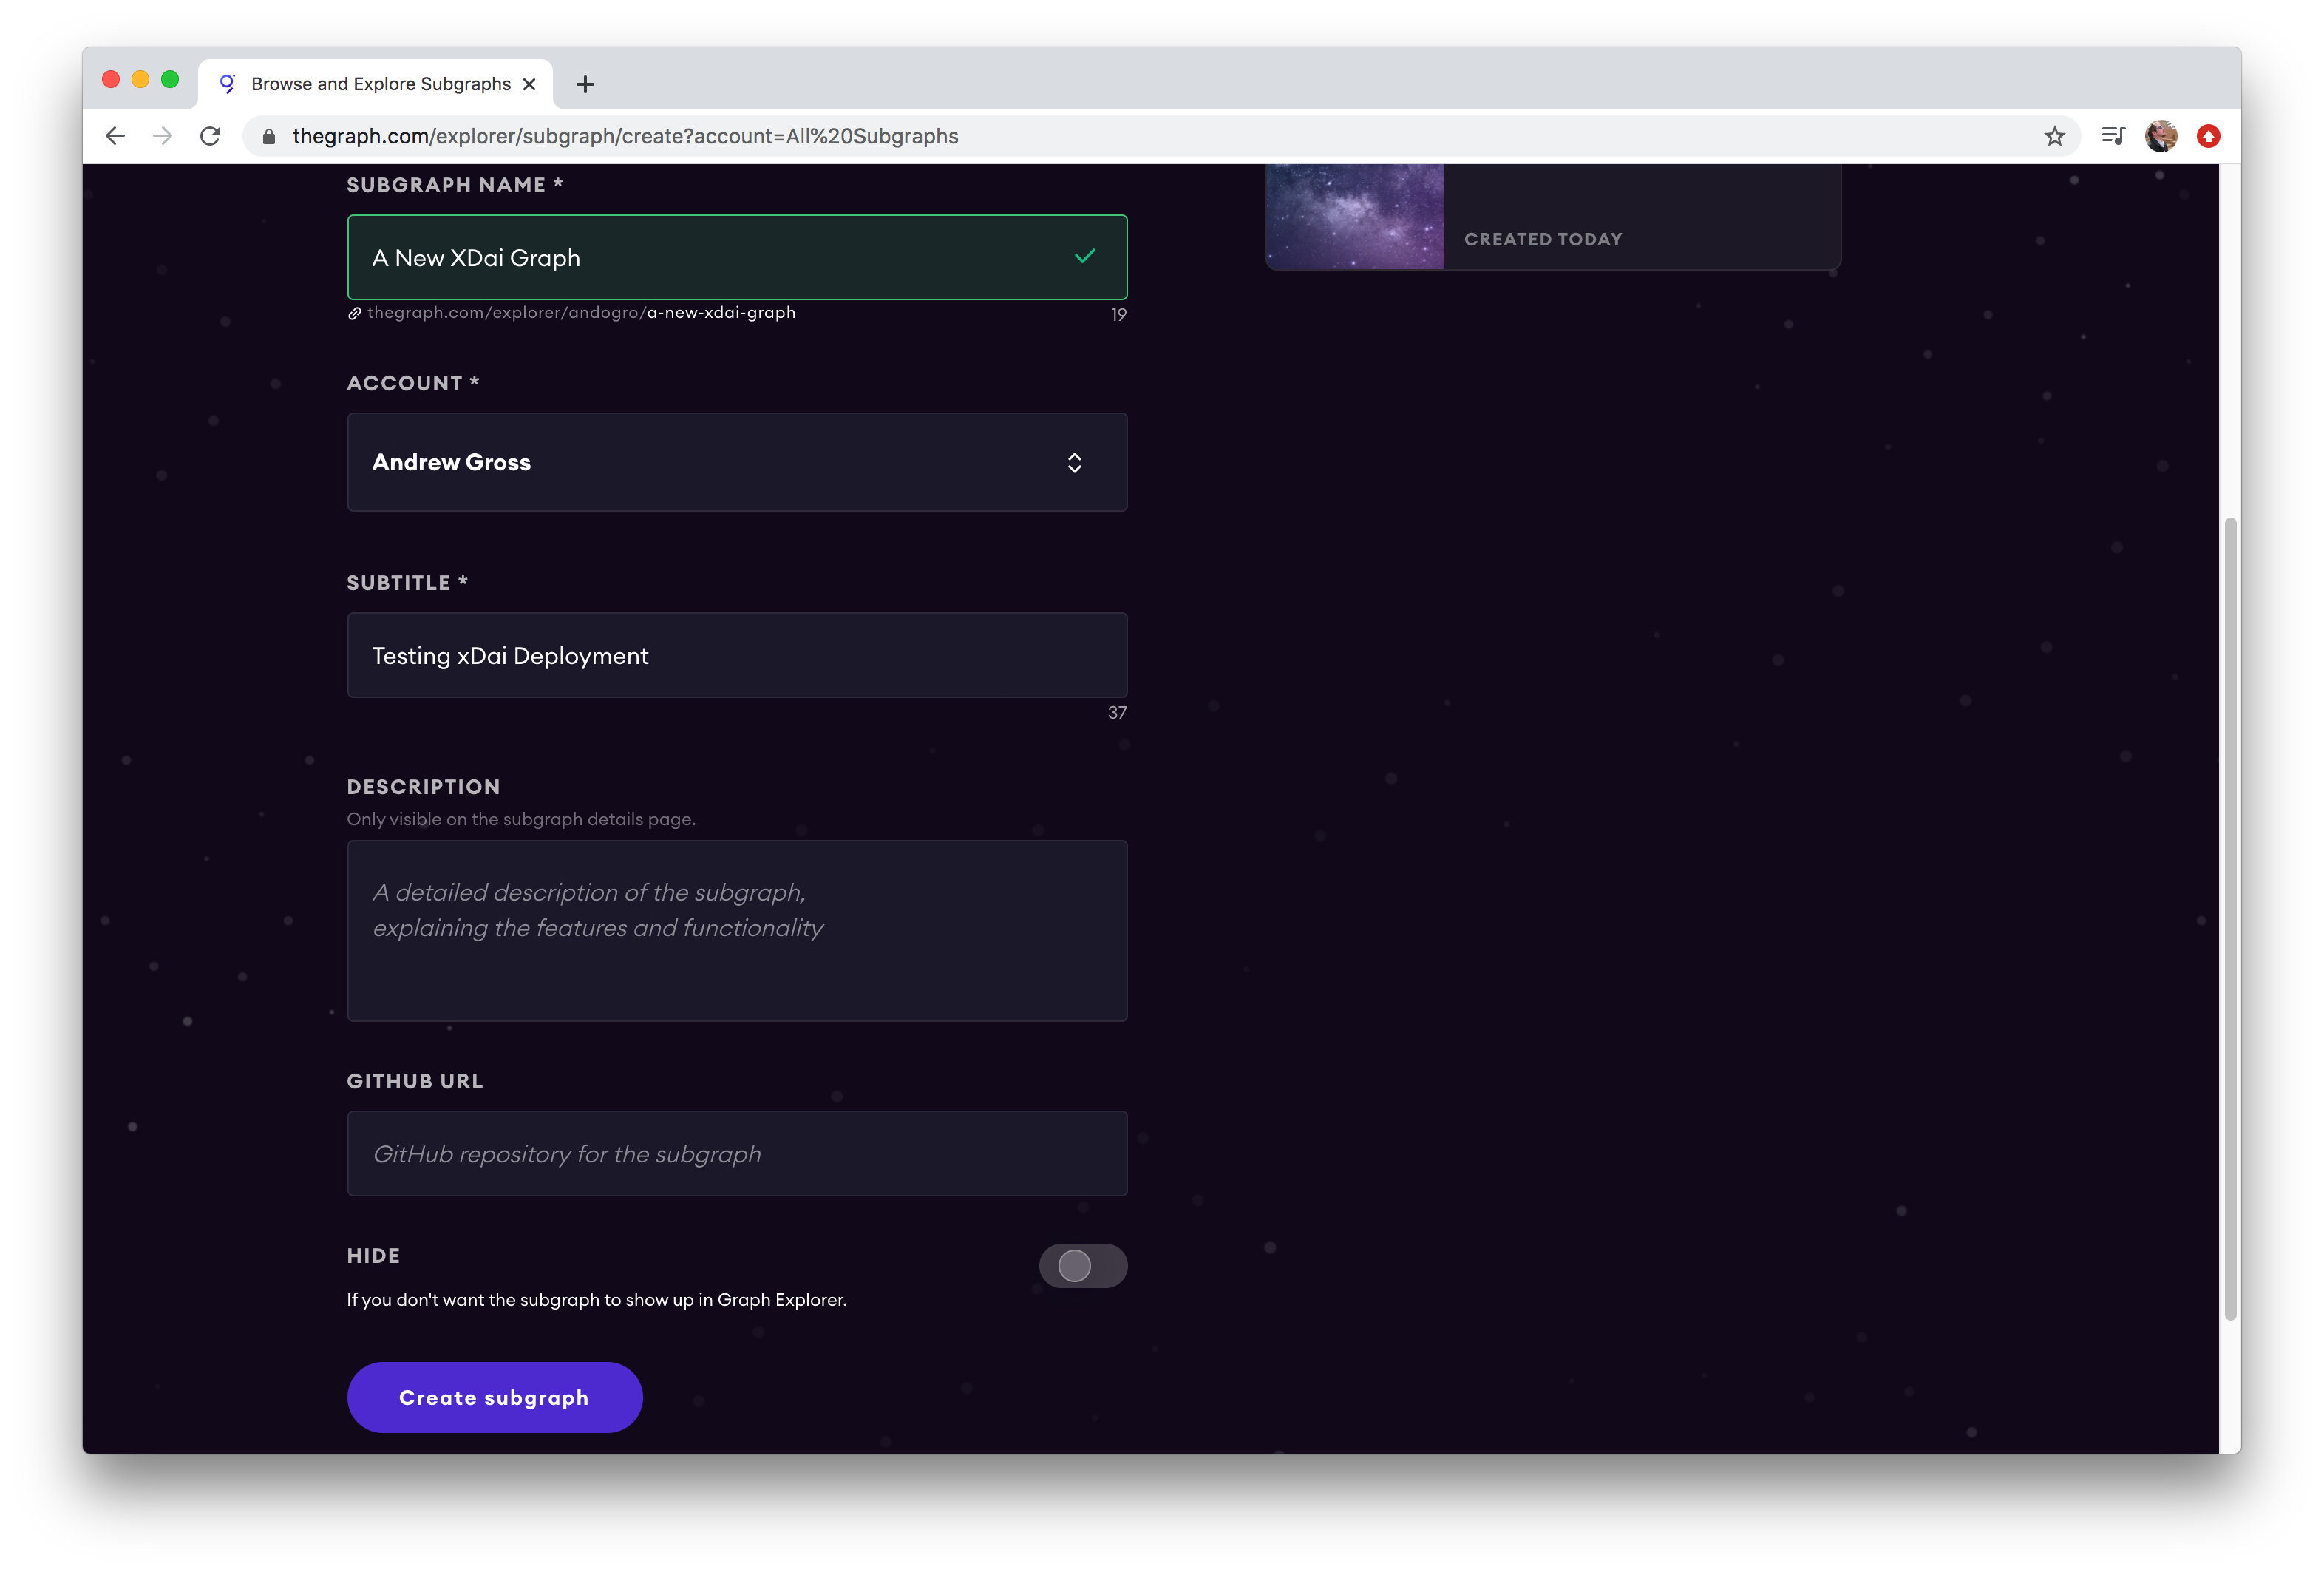 Browse and Explore Subgraphs
thegraph.com/explorer/subgraph/create?account=All%20Subgraphs
SUBGRAPH NAME *
A New XDai Graph
thegraph.com/explorer/andogro/a-new-xdai-graph
19
CREATED TODAY
ACCOUNT *
Andrew Gross
SUBTITLE *
Testing xDai Deployment
37
DESCRIPTION
Only visible on the subgraph details page.
A detailed description of the subgraph,
explaining the features and functionality
GITHUB URL
GitHub repository for the subgraph
HIDE
If you don't want the subgraph to show up in Graph Explorer.
Create subgraph